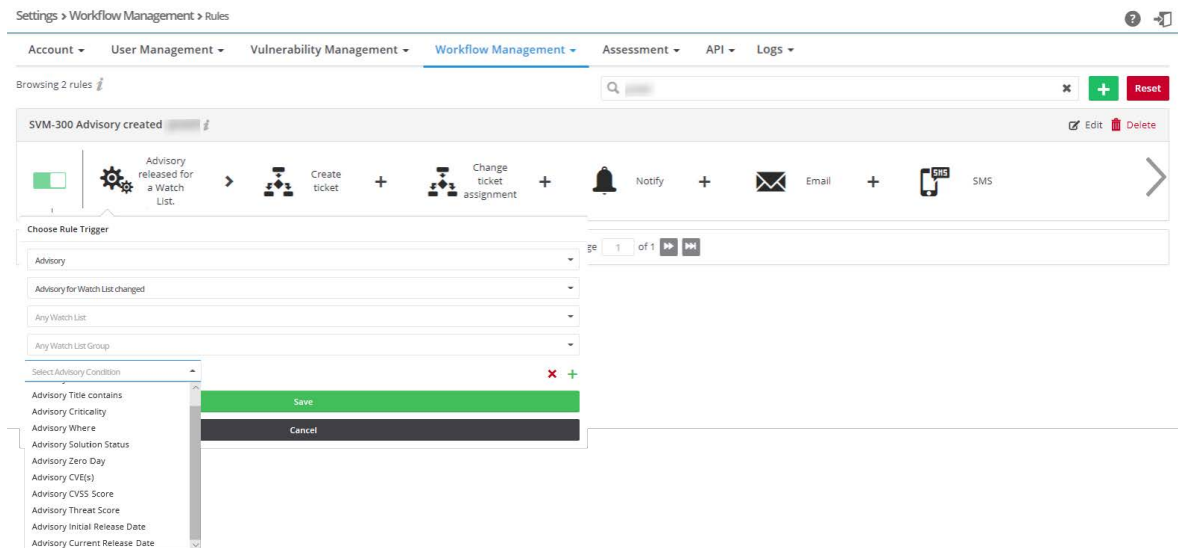 Settings > Workflow Management > Rules
Account User Management Vulnerability Management Workflow Management Assessment API Logs
Browsing 2 rules i
Reset
SVM-300 Advisory created i
Edit Delete
Advisory
released for
a Watch
List.
Create
ticket
Change
ticket
assignment
Notify
Email
SMS
SMS
Choose Rule Trigger
1 of 1
Advisory
Advisory for Watch List changed
Any Watch List
Any Watch List Group
Select Advisory Condition
Advisory Title contains
Save
Advisory Criticality
Advisory Where
Cancel
Advisory Solution Status
Advisory Zero Day
Advisory CVE(s)
Advisory CVSS Score
Advisory Threat Score
Advisory Initial Release Date
Advisory Current Release Date